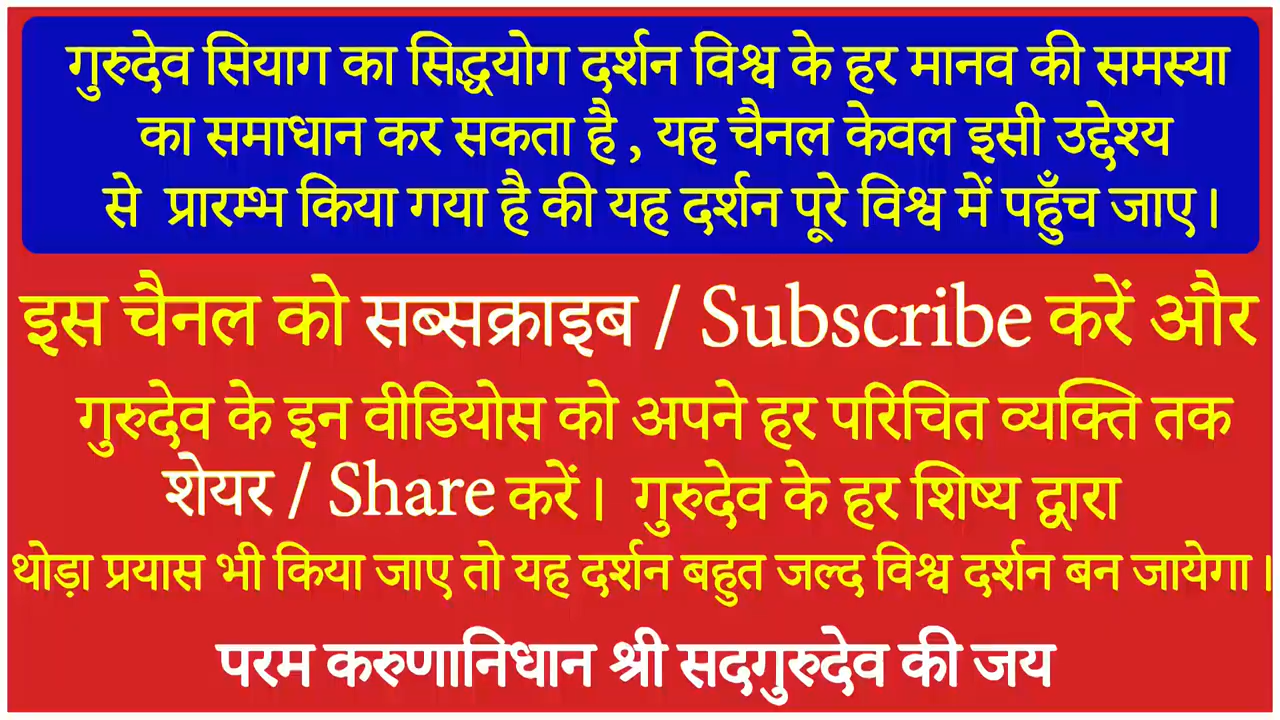 गुरुदेव सियाग का सिद्धयोग दर्शन विश्व के हर मानव की समस्या
का समाधान कर सकता है , यह चैनल केवल इसी उद्देश्य
से प्रारम्भ किया गया है की यह दर्शन पूरे विश्व में पहुँच जाए ।
इस चैनल को सब्सक्राइब / Subscribe करें और
गुरुदेव के इन वीडियोस को अपने हर परिचित व्यक्ति तक
शेयर / Share करें । गुरुदेव के हर शिष्य द्वारा
थोड़ा प्रयास भी किया जाए तो यह दर्शन बहुत जल्द विश्व दर्शन बन जायेगा ।
परम करुणानिधान श्री सदगुरुदेव की जय